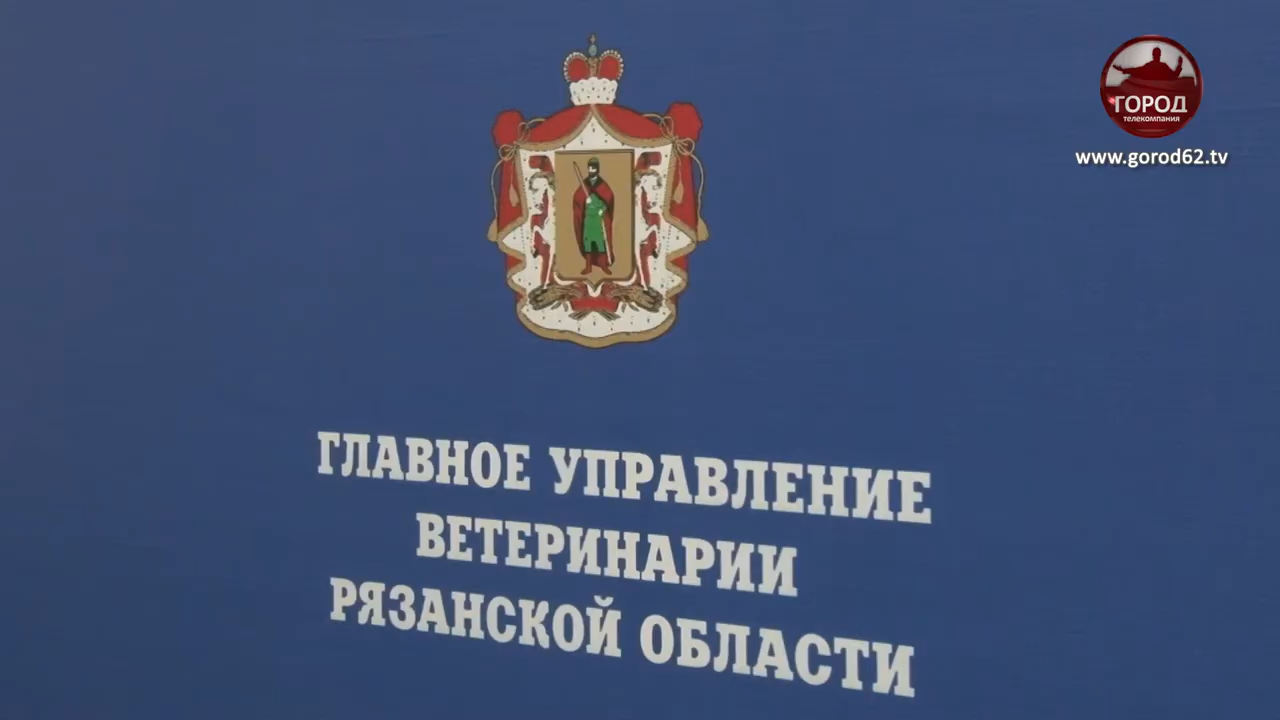 ГОРОД
телекомпания
www.gorod62.tv
ГЛАВНОЕ УПРАВЛЕНИЕ
ВЕТЕРИНАРИИ
РЯЗАНСКОЙ ОБЛАСТИ